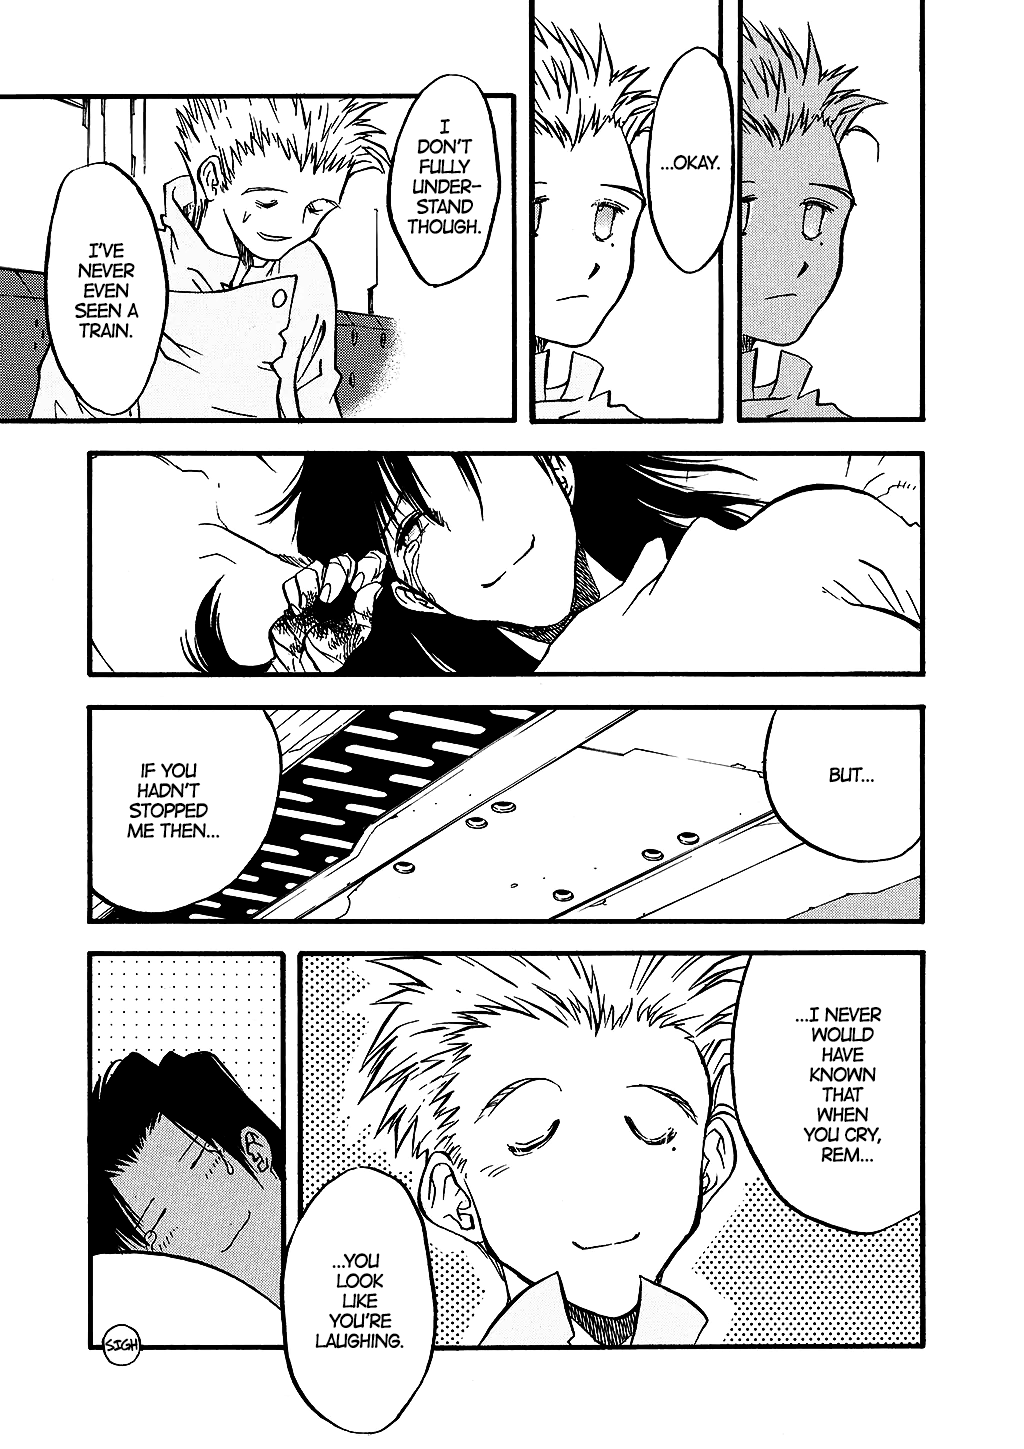 ...OKAY.
I
DON'T
FULLY
UNDER-
STAND
THOUGH.
I'VE
NEVER
EVEN
SEEN A
TRAIN.
BUT...
IF YOU
HADN'T
STOPPED
ME THEN...
...I NEVER
WOULD
HAVE
KNOWN
THAT
WHEN
YOU CRY,
REM...
...YOU
LOOK
LIKE
YOU'RE
LAUGHING.
SIGH